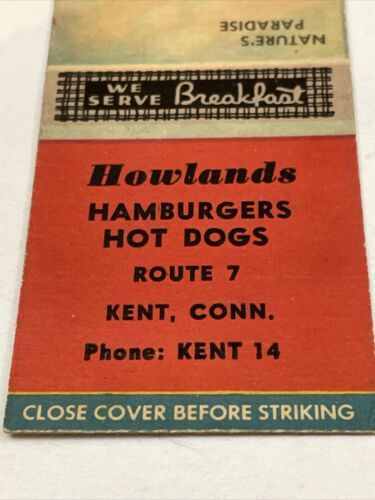 NATURE'S
PARADISE
WE
SERVE Breakfast
Howlands
HAMBURGERS
HOT DOGS
ROUTE 7
KENT, CONN.
Phone: KENT 14
CLOSE COVER BEFORE STRIKING